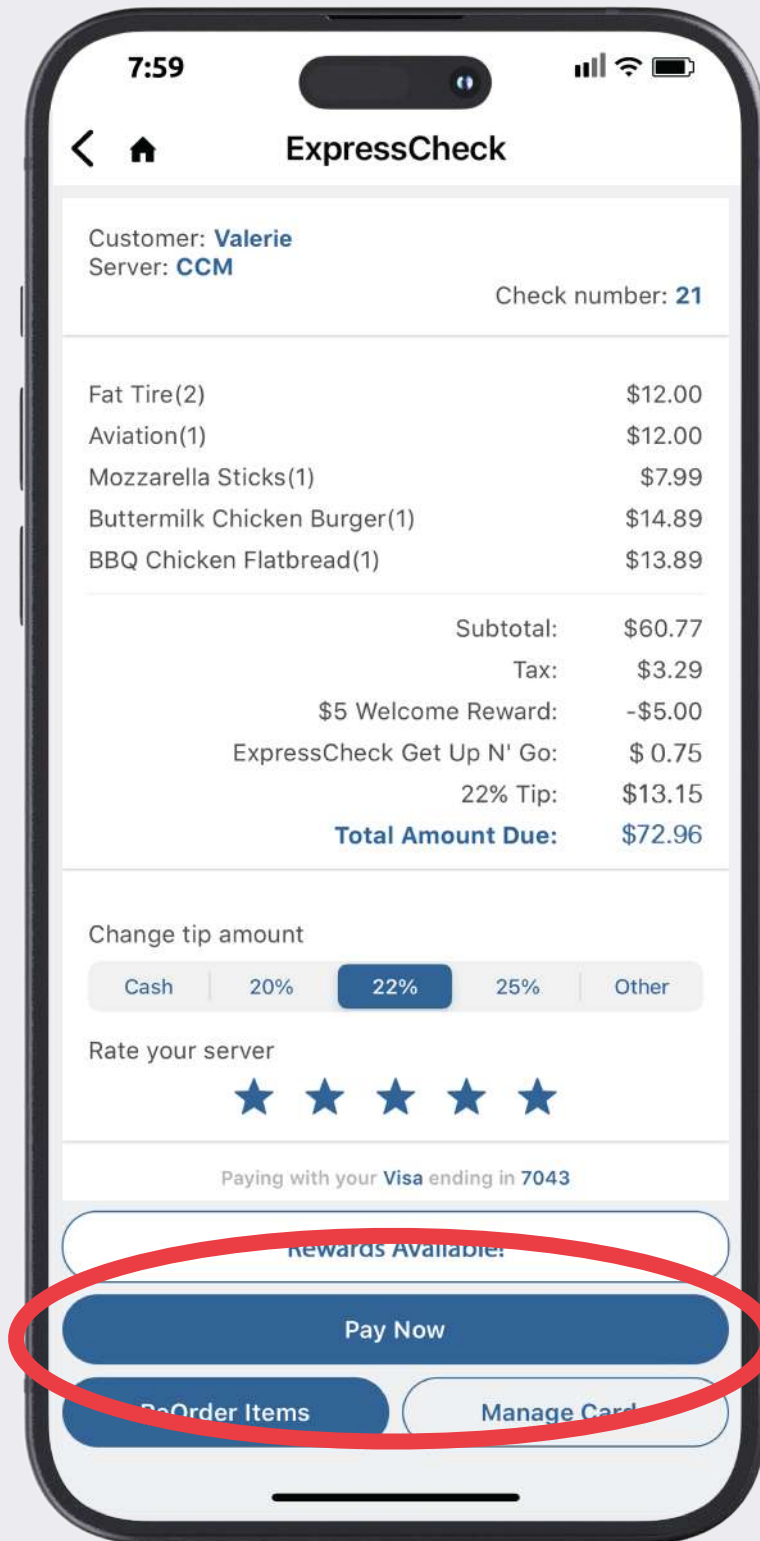 7:59
ExpressCheck
Customer: Valerie
Server: CCM
Check number: 21
Fat Tire(2) $12.00
Aviation(1) $12.00
Mozzarella Sticks(1) $7.99
Buttermilk Chicken Burger(1) $14.89
BBQ Chicken Flatbread(1) $13.89
Subtotal: $60.77
Tax: $3.29
$5 Welcome Reward: -$5.00
ExpressCheck Get Up N' Go: $ 0.75
22% Tip: $13.15
Total Amount Due: $72.96
Change tip amount
Cash 20% 22% 25% Other
Rate your server
Paying with your Visa ending in 7043
Rewards Available!
Pay Now
ReOrder Items Manage Card